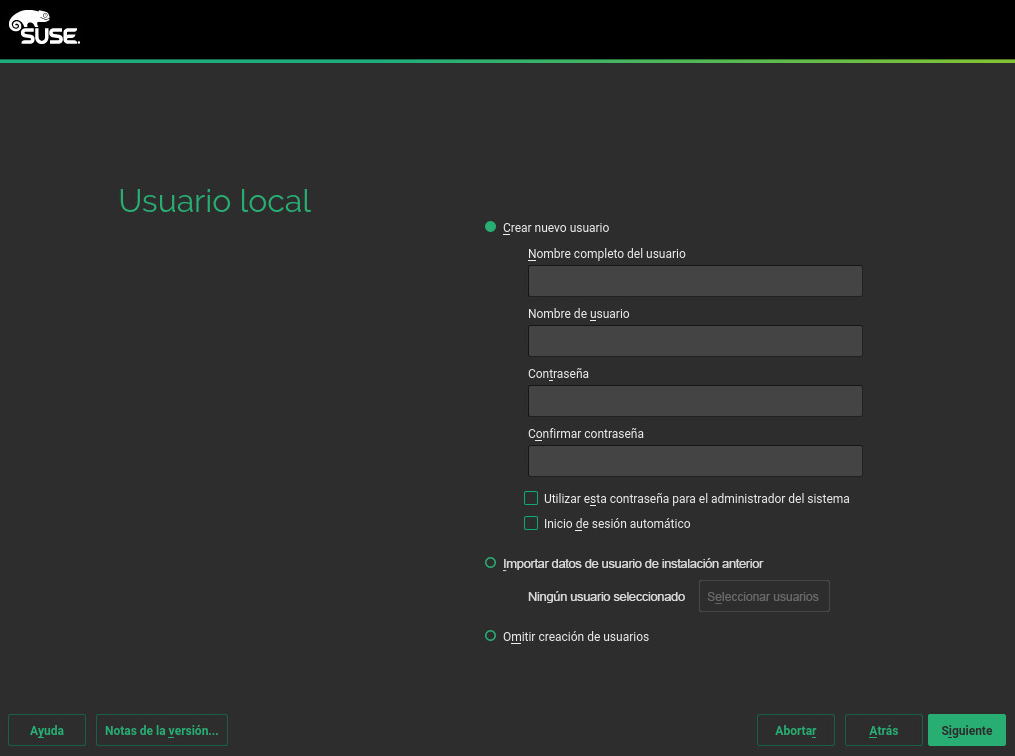 SUSE.
Usuario local
Crear nuevo usuario
Nombre completo del usuario
Nombre de usuario
Contraseña
Confirmar contraseña
Utilizar esta contraseña para el administrador del sistema
Inicio de sesión automático
Importar datos de usuario de instalación anterior
Ningún usuario seleccionado Seleccionar usuarios
Omitir creación de usuarios
Ayuda Notas de la versión... Abortar Atrás Siguiente